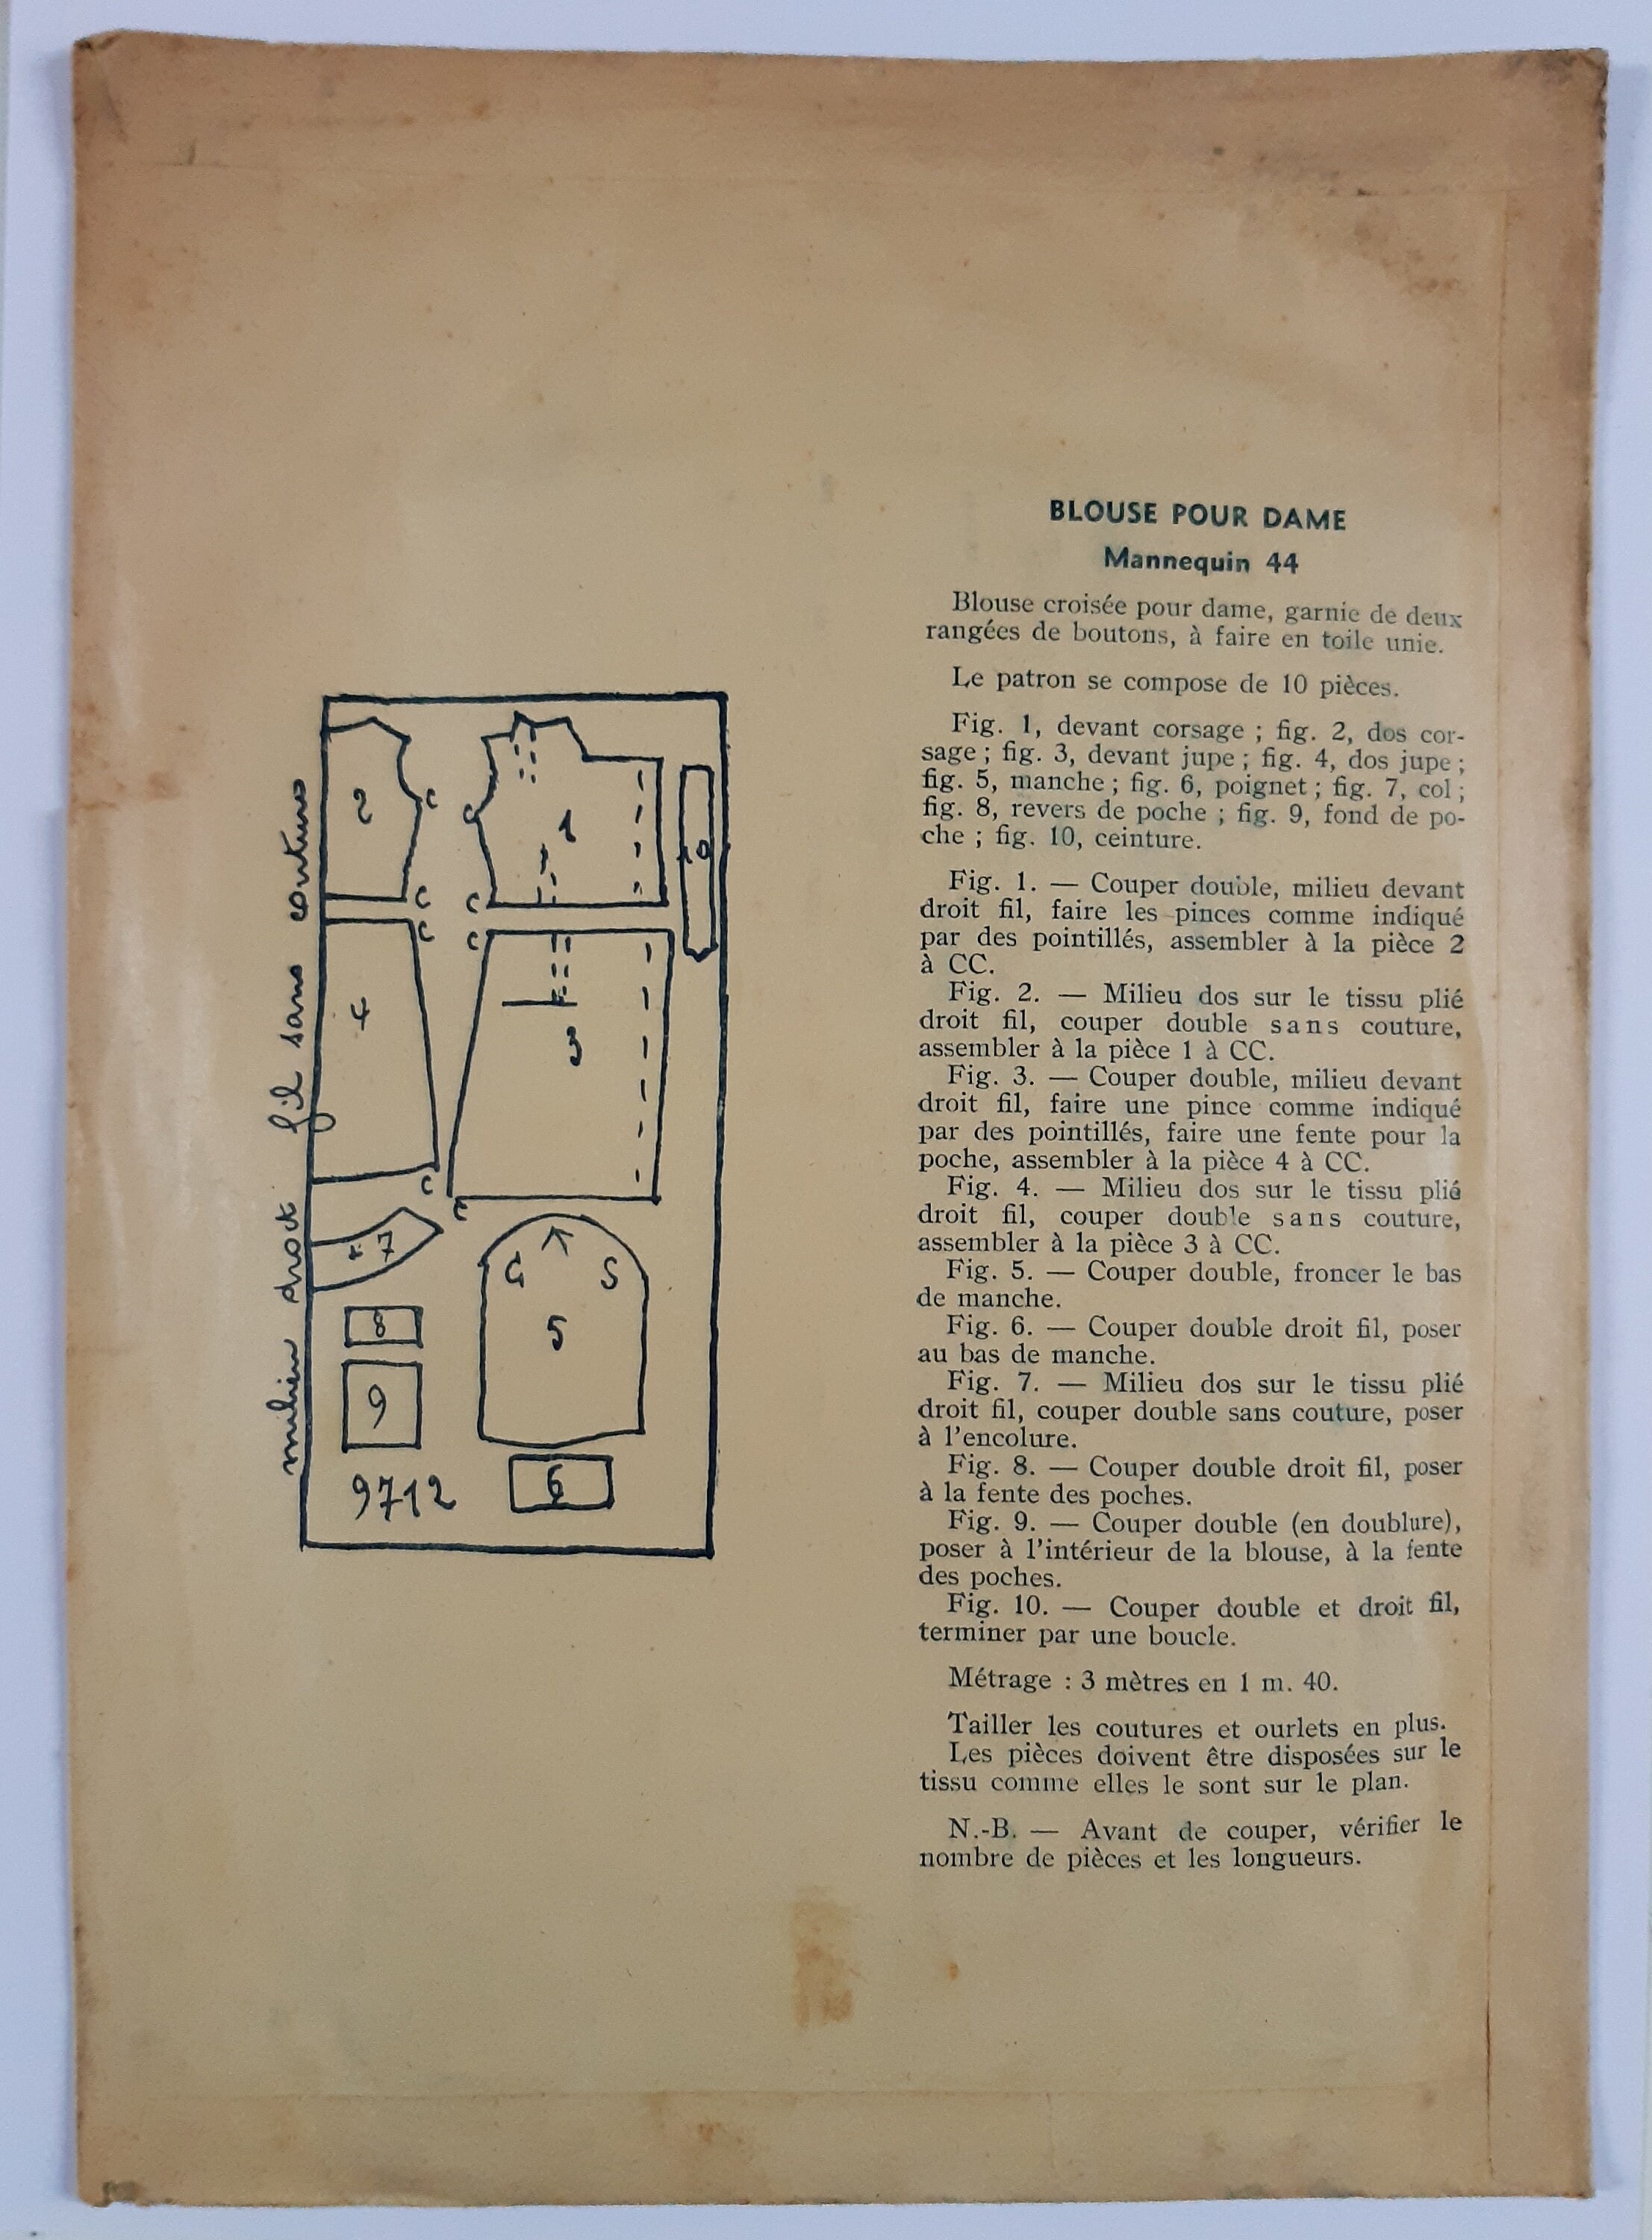 milieu droit fil sans couture
2
C
C
1
10
C
C
C
C
4
3
C
C
+ 7
G
S
5
8
9
6
9712
BLOUSE POUR DAME
Mannequin 44
Blouse croisée pour dame, garnie de deux
rangées de boutons, à faire en toile unie.
Le patron se compose de 10 pièces.
Fig. 1, devant corsage ; fig. 2, dos cor-
sage ; fig. 3, devant jupe ; fig. 4, dos jupe ;
fig. 5, manche ; fig. 6, poignet ; fig. 7, col ;
fig. 8, revers de poche ; fig. 9, fond de po-
che ; fig. 10, ceinture.
Fig. 1. — Couper double, milieu devant
droit fil, faire les pinces comme indiqué
par des pointillés, assembler à la pièce 2
à CC.
Fig. 2. — Milieu dos sur le tissu plié
droit fil, couper double sans couture,
assembler à la pièce 1 à CC.
Fig. 3. — Couper double, milieu devant
droit fil, faire une pince comme indiqué
par des pointillés, faire une fente pour la
poche, assembler à la pièce 4 à CC.
Fig. 4. — Milieu dos sur le tissu plié
droit fil, couper double sans couture,
assembler à la pièce 3 à CC.
Fig. 5. — Couper double, froncer le bas
de manche.
Fig. 6. — Couper double droit fil, poser
au bas de manche.
Fig. 7. — Milieu dos sur le tissu plié
droit fil, couper double sans couture, poser
à l'encolure.
Fig. 8. — Couper double droit fil, poser
à la fente des poches.
Fig. 9. — Couper double (en doublure),
poser à l'intérieur de la blouse, à la fente
des poches.
Fig. 10. — Couper double et droit fil,
terminer par une boucle.
Métrage : 3 mètres en 1 m. 40.
Tailler les coutures et ourlets en plus.
Les pièces doivent être disposées sur le
tissu comme elles le sont sur le plan.
N.-B. — Avant de couper, vérifier le
nombre de pièces et les longueurs.